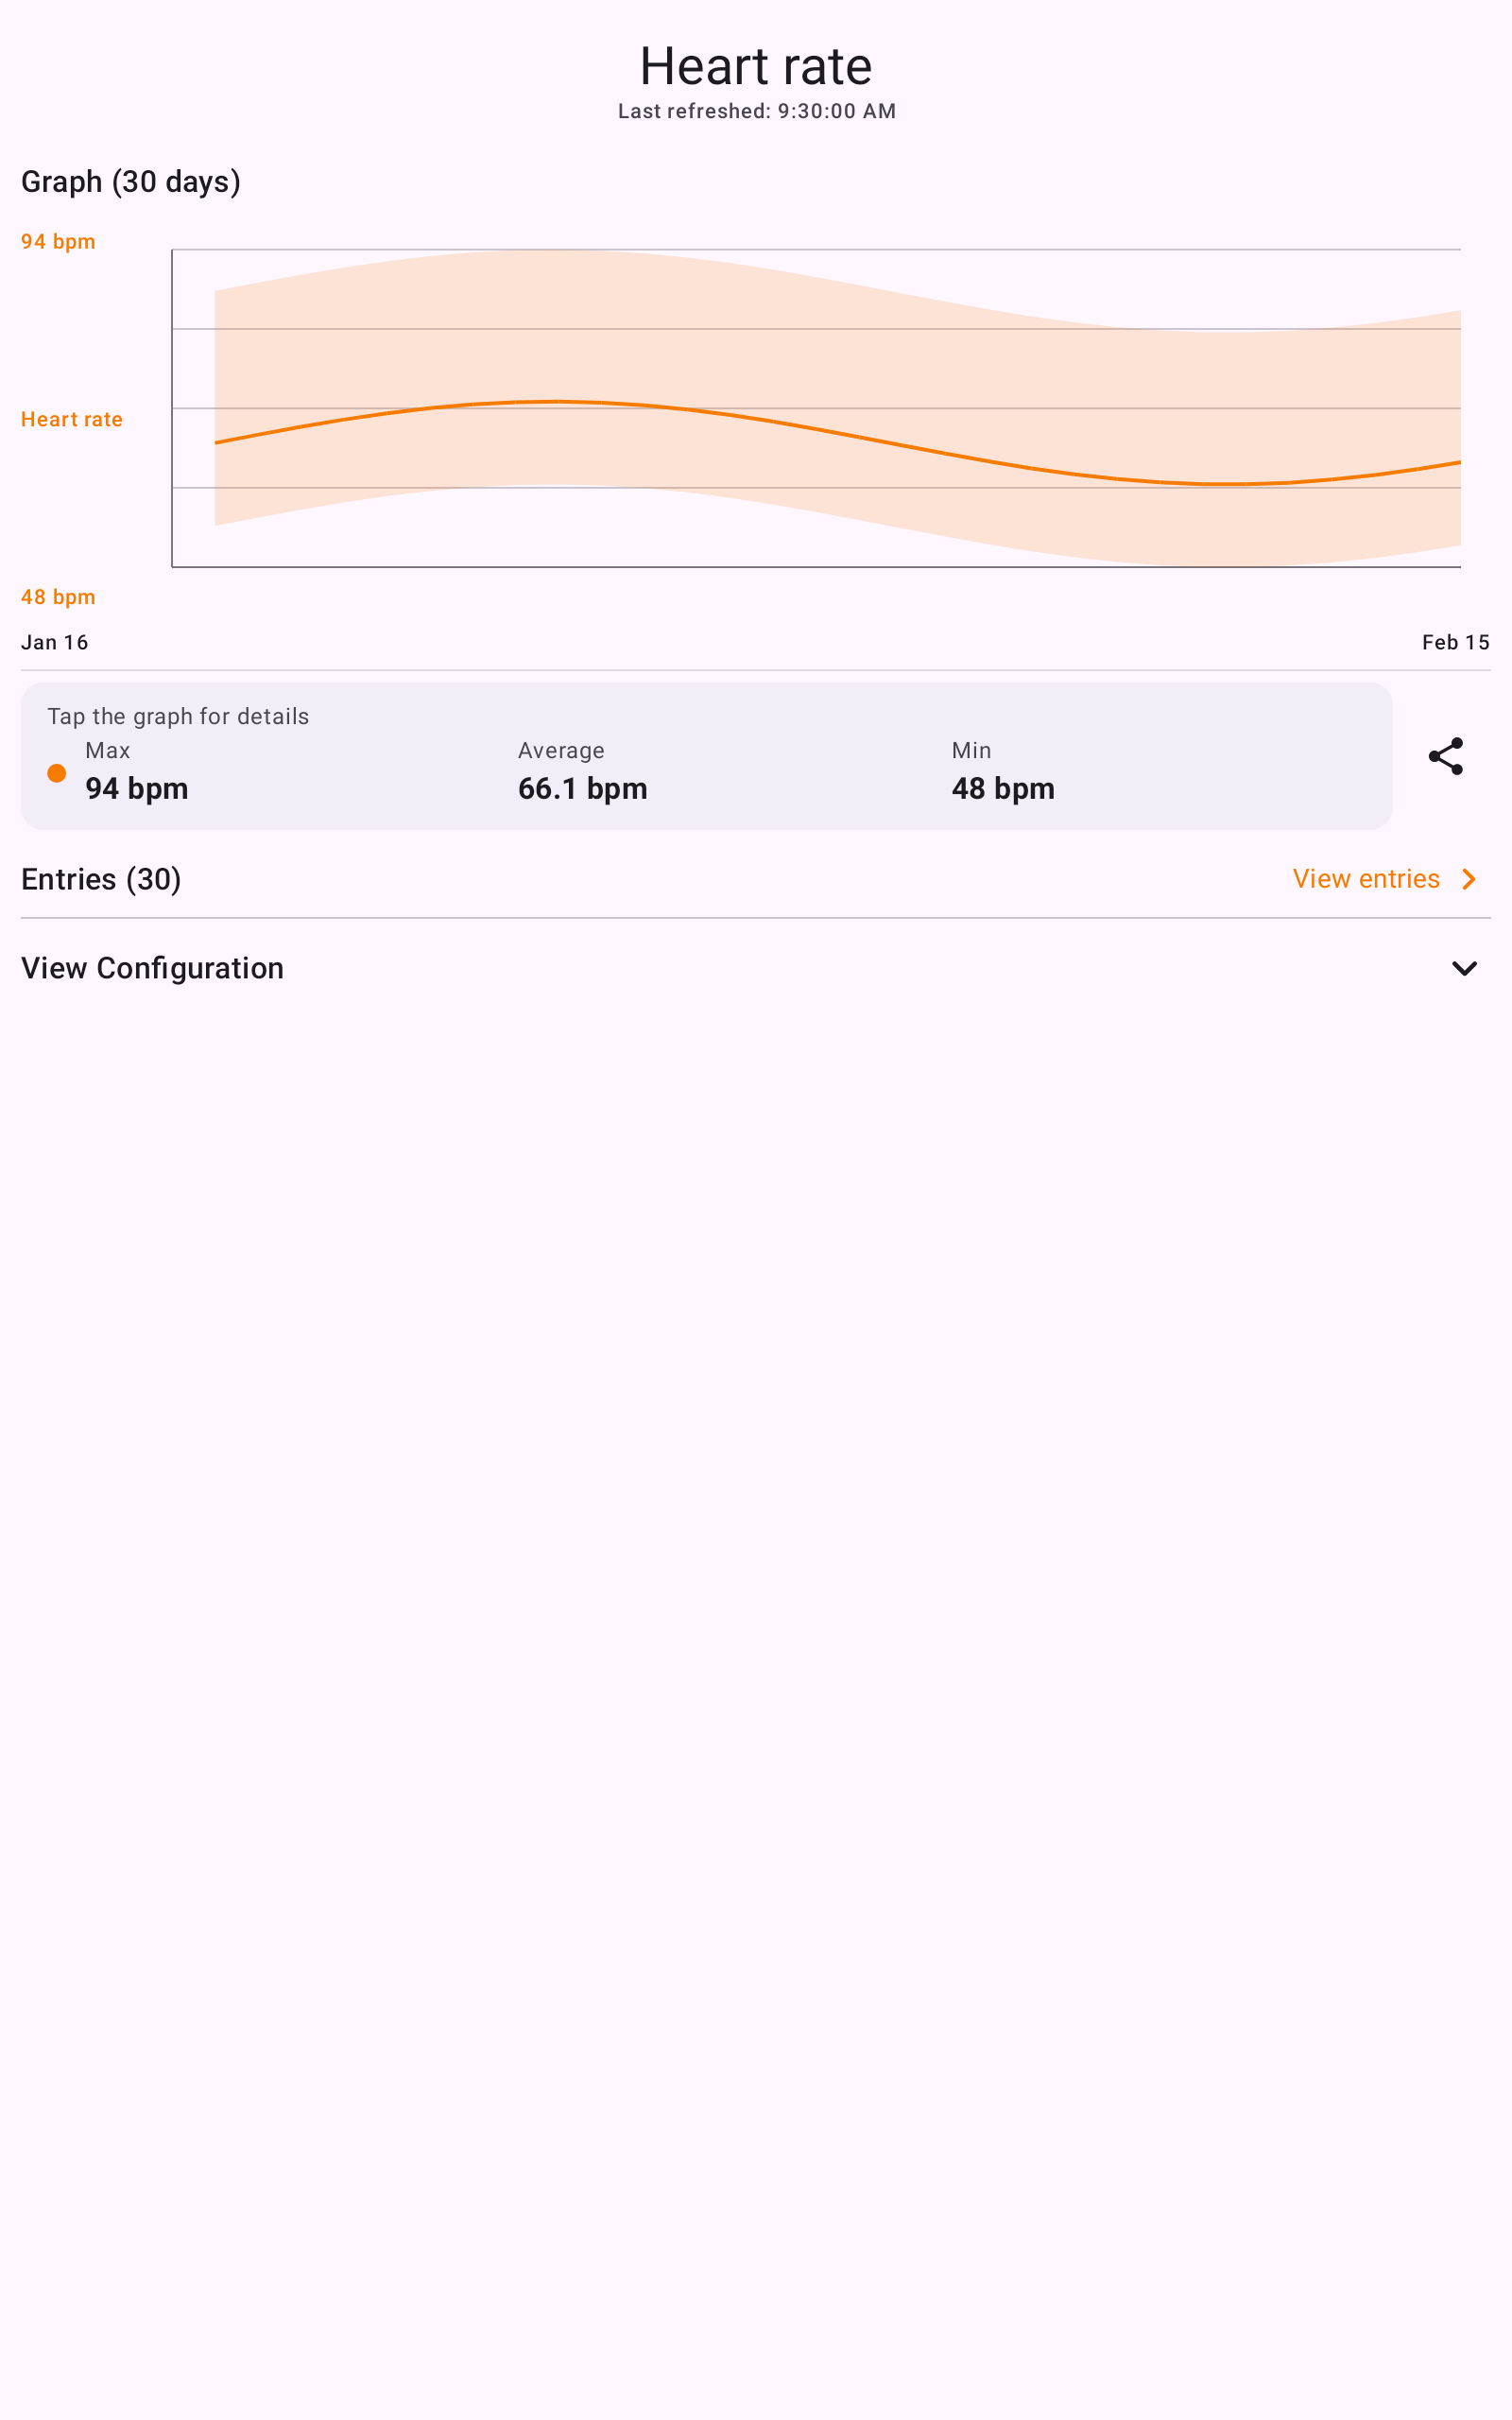 Heart rate
Last refreshed: 9:30:00 AM
Graph (30 days)
94 bpm
Heart rate
48 bpm
Jan 16
Feb 15
Tap the graph for details
Max
94 bpm
Average
66.1 bpm
Min
48 bpm
Entries (30)
View entries
View Configuration